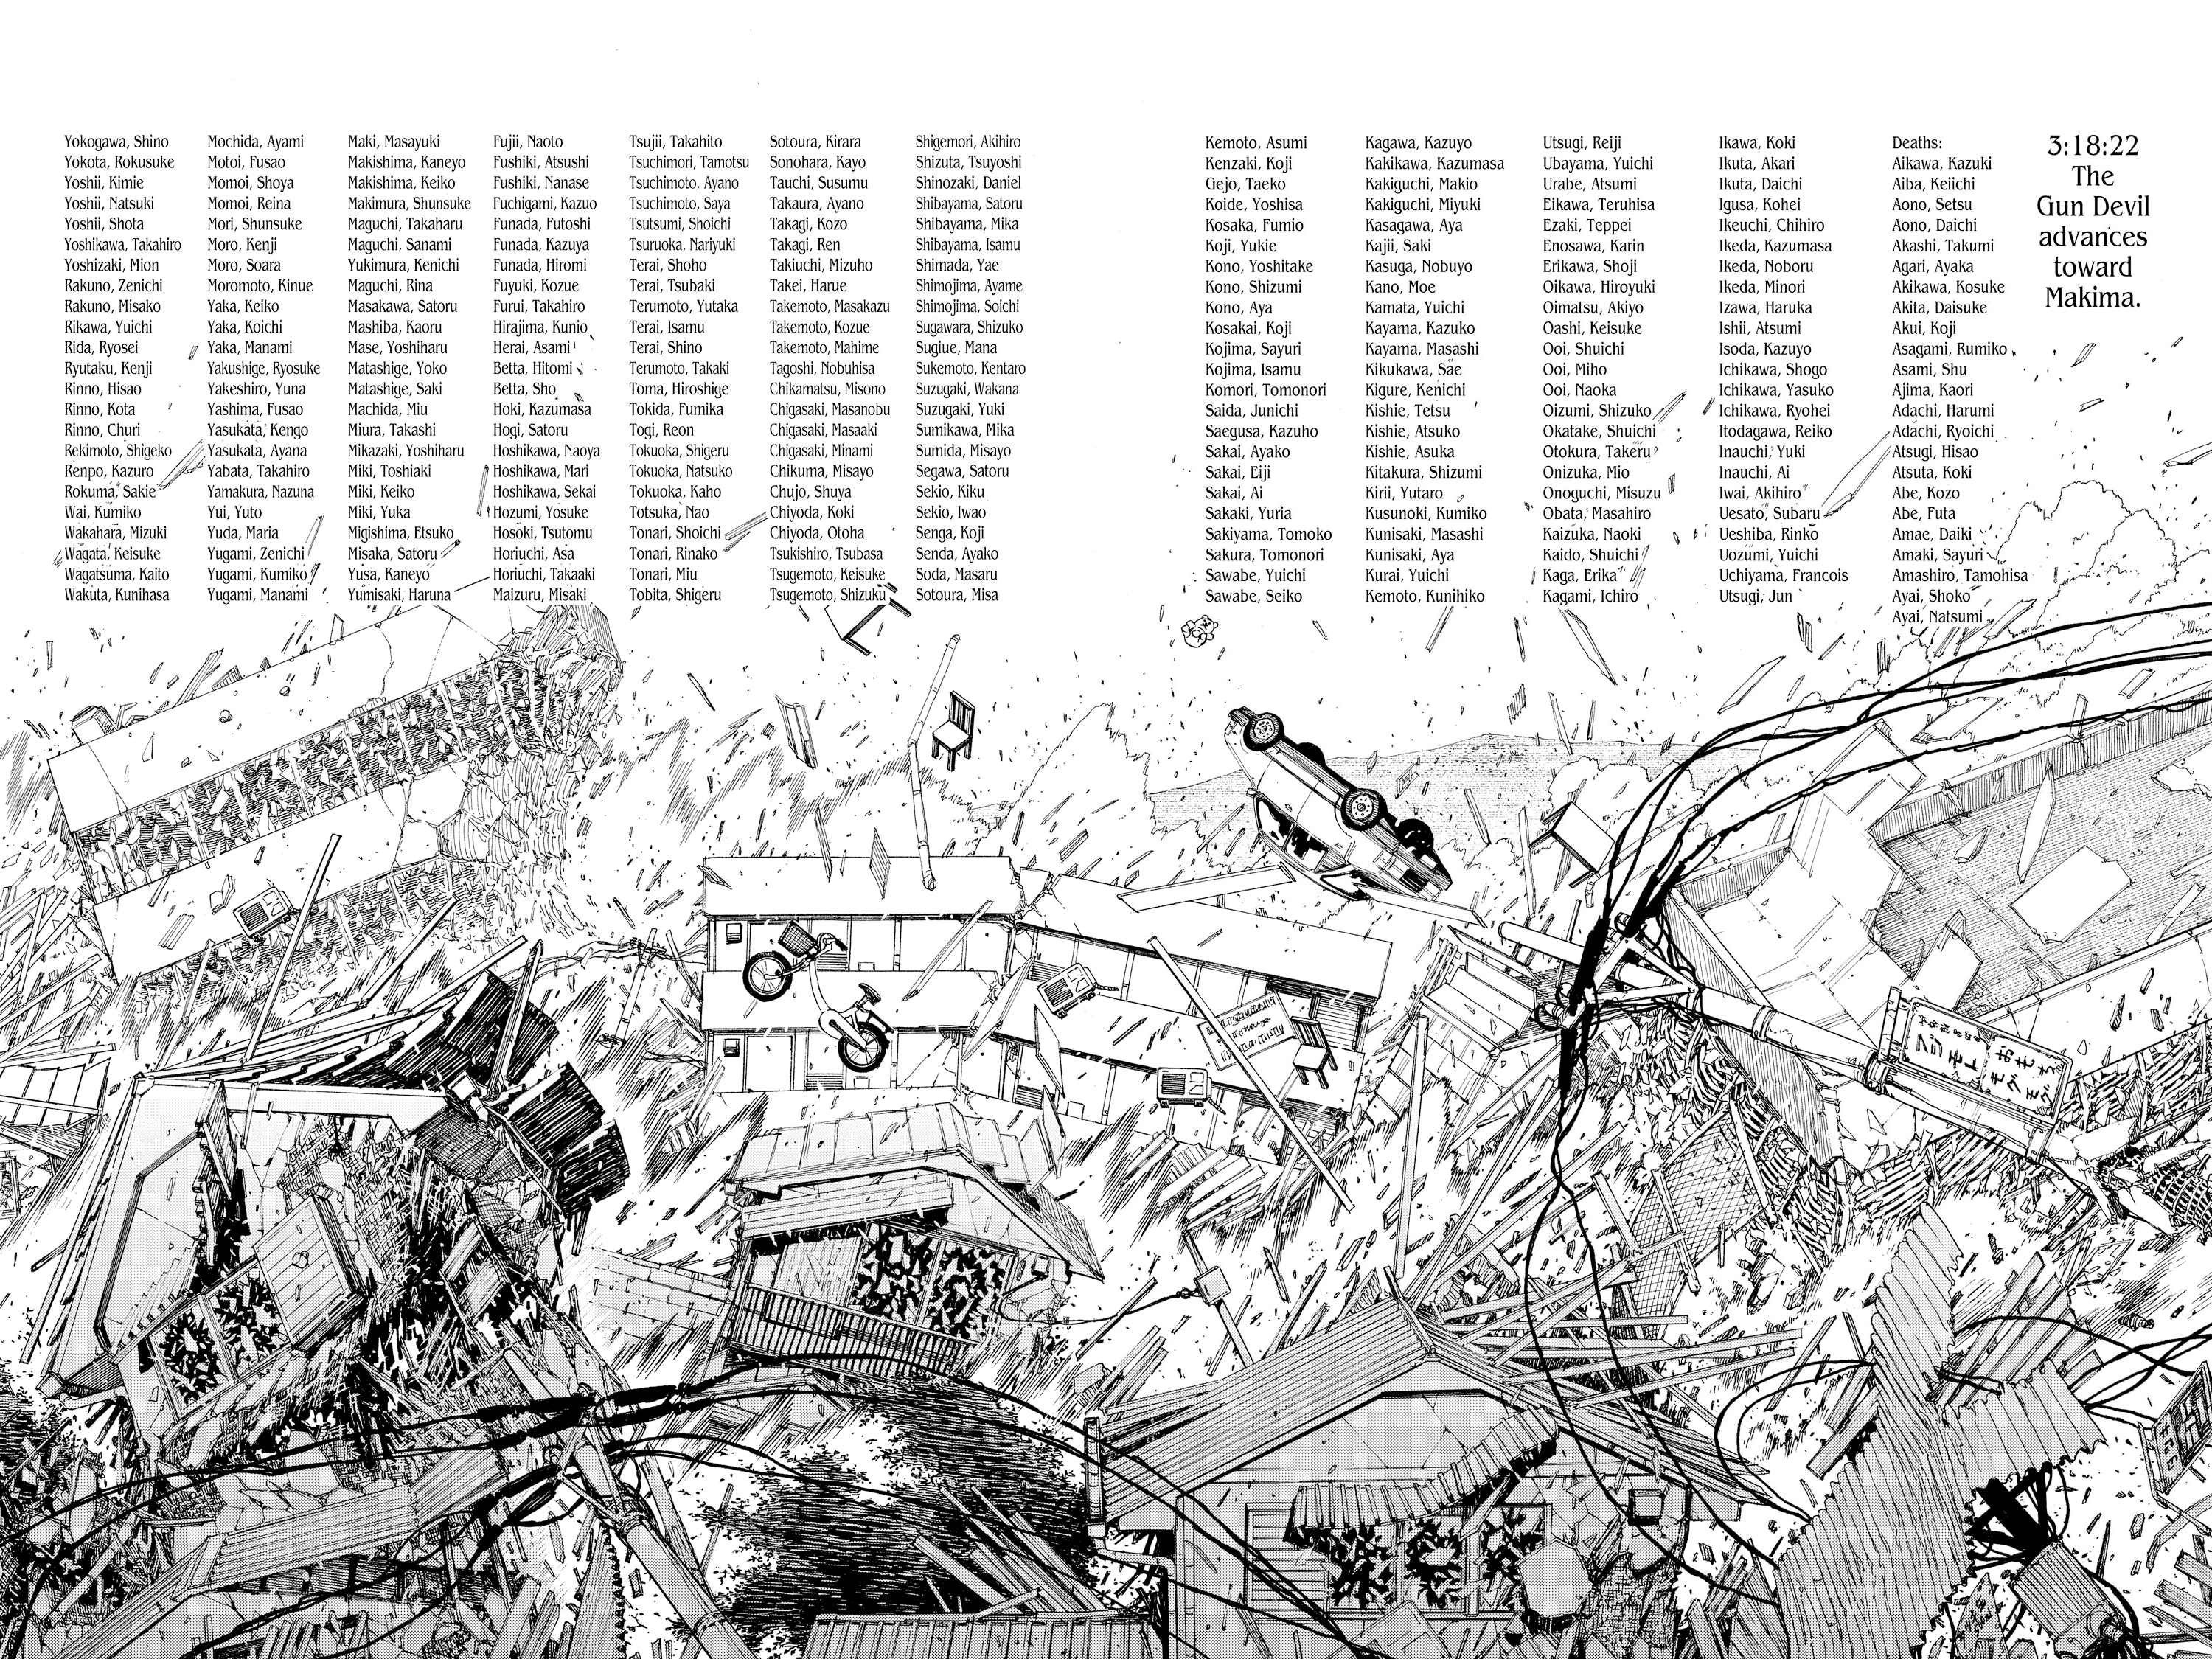 3:18:22
The
Gun Devil
advances
toward
Makima.
Deaths:
Aikawa, Kazuki
Aiba, Keiichi
Aono, Setsu
Aono, Daichi
Akashi, Takumi
Agari, Ayaka
Akikawa, Kosuke
Akita, Daisuke
Akui, Koji
Asagami, Rumiko
Asami, Shu
Ajima, Kaori
Adachi, Harumi
Adachi, Ryoichi
Atsugi, Hisao
Atsuta, Koki
Abe, Kozo
Abe, Futa
Amae, Daiki
Amaki, Sayuri
Amashiro, Tamohisa
Ayai, Shoko
Ayai, Natsumi
Ikawa, Koki
Ikuta, Akari
Ikuta, Daichi
Igusa, Kohei
Ikeuchi, Chihiro
Ikeda, Kazumasa
Ikeda, Noboru
Ikeda, Minori
Izawa, Haruka
Ishii, Atsumi
Isoda, Kazuyo
Ichikawa, Shogo
Ichikawa, Yasuko
Ichikawa, Ryohei
Itodagawa, Reiko
Inauchi, Yuki
Inauchi, Ai
Iwai, Akihiro
Uesato, Subaru
Ueshiba, Rinko
Uozumi, Yuichi
Uchiyama, Francois
Utsugi, Jun
Utsugi, Reiji
Ubayama, Yuichi
Urabe, Atsumi
Eikawa, Teruhisa
Ezaki, Teppei
Enosawa, Karin
Erikawa, Shoji
Oikawa, Hiroyuki
Oimatsu, Akiyo
Oashi, Keisuke
Ooi, Shuichi
Ooi, Miho
Ooi, Naoka
Oizumi, Shizuko
Okatake, Shuichi
Otokura, Takeru
Onizuka, Mio
Onoguchi, Misuzu
Obata, Masahiro
Kaizuka, Naoki
Kaido, Shuichi
Kaga, Erika
Kagami, Ichiro
Kagawa, Kazuyo
Kakikawa, Kazumasa
Kakiguchi, Makio
Kakiguchi, Miyuki
Kasagawa, Aya
Kajii, Saki
Kasuga, Nobuyo
Kano, Moe
Kamata, Yuichi
Kayama, Kazuko
Kayama, Masashi
Kikukawa, Sae
Kigure, Kenichi
Kishie, Tetsu
Kishie, Atsuko
Kishie, Asuka
Kitakura, Shizumi
Kirii, Yutaro
Kusunoki, Kumiko
Kunisaki, Masashi
Kunisaki, Aya
Kurai, Yuichi
Kemoto, Kunihiko
Kemoto, Asumi
Kenzaki, Koji
Gejo, Taeko
Koide, Yoshisa
Kosaka, Fumio
Koji, Yukie
Kono, Yoshitake
Kono, Shizumi
Kono, Aya
Kosakai, Koji
Kojima, Sayuri
Kojima, Isamu
Komori, Tomonori
Saida, Junichi
Saegusa, Kazuho
Sakai, Ayako
Sakai, Eiji
Sakai, Ai
Sakaki, Yuria
Sakiyama, Tomoko
Sakura, Tomonori
Sawabe, Yuichi
Sawabe, Seiko
Shigemori, Akihiro
Shizuta, Tsuyoshi
Shinozaki, Daniel
Shibayama, Satoru
Shibayama, Mika
Shibayama, Isamu
Shimada, Yae
Shimojima, Ayame
Shimojima, Soichi
Sugawara, Shizuko
Sugiue, Mana
Sukemoto, Kentaro
Suzugaki, Wakana
Suzugaki, Yuki
Sumikawa, Mika
Sumida, Misayo
Segawa, Satoru
Sekio, Kiku
Sekio, Iwao
Senga, Koji
Senda, Ayako
Soda, Masaru
Sotoura, Misa
Sotoura, Kirara
Sonohara, Kayo
Tauchi, Susumu
Takaura, Ayano
Takagi, Kozo
Takagi, Ren
Takiuchi, Mizuho
Takei, Harue
Takemoto, Masakazu
Takemoto, Kozue
Takemoto, Mahime
Tagoshi, Nobuhisa
Chikamatsu, Misono
Chigasaki, Masanobu
Chigasaki, Masaaki
Chigasaki, Minami
Chikuma, Misayo
Chujo, Shuya
Chiyoda, Koki
Chiyoda, Otoha
Tsukishiro, Tsubasa
Tsugemoto, Keisuke
Tsugemoto, Shizuku
Tsujii, Takahito
Tsuchimori, Tamotsu
Tsuchimoto, Ayano
Tsuchimoto, Saya
Tsutsumi, Shoichi
Tsuruoka, Nariyuki
Terai, Shoho
Terai, Tsubaki
Terumoto, Yutaka
Terai, Isamu
Terai, Shino
Terumoto, Takaki
Toma, Hiroshige
Tokida, Fumika
Togi, Reon
Tokuoka, Shigeru
Tokuoka, Natsuko
Tokuoka, Kaho
Totsuka, Nao
Tonari, Shoichi
Tonari, Rinako
Tonari, Miu
Tobita, Shigeru
Fujii, Naoto
Fushiki, Atsushi
Fushiki, Nanase
Fuchigami, Kazuo
Funada, Futoshi
Funada, Kazuya
Funada, Hiromi
Fuyuki, Kozue
Furui, Takahiro
Hirajima, Kunio
Herai, Asami
Betta, Hitomi
Betta, Sho
Hoki, Kazumasa
Hogi, Satoru
Hoshikawa, Naoya
Hoshikawa, Mari
Hoshikawa, Sekai
Hozumi, Yosuke
Hosoki, Tsutomu
Horiuchi, Asa
Horiuchi, Takaaki
Maizuru, Misaki
Maki, Masayuki
Makishima, Kaneyo
Makishima, Keiko
Makimura, Shunsuke
Maguchi, Takaharu
Maguchi, Sanami
Yukimura, Kenichi
Maguchi, Rina
Masakawa, Satoru
Mashiba, Kaoru
Mase, Yoshiharu
Matashige, Yoko
Matashige, Saki
Machida, Miu
Miura, Takashi
Mikazaki, Yoshiharu
Miki, Toshiaki
Miki, Keiko
Miki, Yuka
Migishima, Etsuko
Misaka, Satoru
Yusa, Kaneyo
Yumisaki, Haruna
Mochida, Ayami
Motoi, Fusao
Momoi, Shoya
Momoi, Reina
Mori, Shunsuke
Moro, Kenji
Moro, Soara
Moromoto, Kinue
Yaka, Keiko
Yaka, Koichi
Yaka, Manami
Yakushige, Ryosuke
Yakeshiro, Yuna
Yashima, Fusao
Yasukata, Kengo
Yasukata, Ayana
Yabata, Takahiro
Yamakura, Nazuna
Yui, Yuto
Yuda, Maria
Yugami, Zenichi
Yugami, Kumiko
Yugami, Manami
Yokogawa, Shino
Yokota, Rokusuke
Yoshii, Kimie
Yoshii, Natsuki
Yoshii, Shota
Yoshikawa, Takahiro
Yoshizaki, Mion
Rakuno, Zenichi
Rakuno, Misako
Rikawa, Yuichi
Rida, Ryosei
Ryutaku, Kenji
Rinno, Hisao
Rinno, Kota
Rinno, Churi
Rekimoto, Shigeko
Renpo, Kazuro
Rokuma, Sakie
Wai, Kumiko
Wakahara, Mizuki
Wagata, Keisuke
Wagatsuma, Kaito
Wakuta, Kunihasa
おもち
フジモト